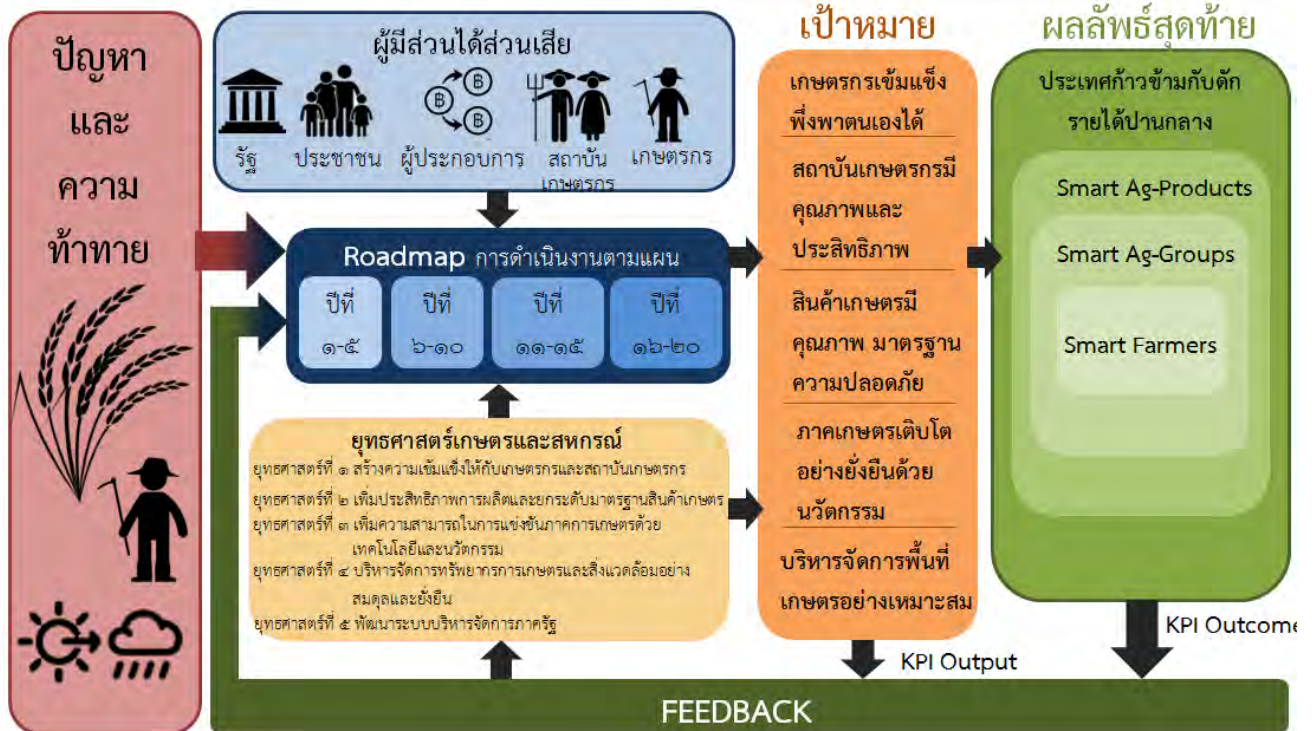 ปัญหา
และ
ความ
ท้าทาย
ผู้มีส่วนได้ส่วนเสีย
รัฐ
ประชาชน
ผู้ประกอบการ
สถาบัน
เกษตรกร
เกษตรกร
Roadmap การดำเนินงานตามแผน
ปีที่
๑-๕
ปีที่
๖-๑๐
ปีที่
๑๑-๑๕
ปีที่
๑๖-๒๐
ยุทธศาสตร์เกษตรและสหกรณ์
ยุทธศาสตร์ที่ ๑ สร้างความเข้มแข็งให้กับเกษตรกรและสถาบันเกษตรกร
ยุทธศาสตร์ที่ ๒ เพิ่มประสิทธิภาพการผลิตและยกระดับมาตรฐานสินค้าเกษตร
ยุทธศาสตร์ที่ ๓ เพิ่มความสามารถในการแข่งขันภาคการเกษตรด้วย
เทคโนโลยีและนวัตกรรม
ยุทธศาสตร์ที่ ๔ บริหารจัดการทรัพยากรการเกษตรและสิ่งแวดล้อมอย่าง
สมดุลและยั่งยืน
ยุทธศาสตร์ที่ ๕ พัฒนาระบบบริหารจัดการภาครัฐ
เป้าหมาย
เกษตรกรเข้มแข็ง
พึ่งพาตนเองได้
สถาบันเกษตรกรมี
คุณภาพและ
ประสิทธิภาพ
สินค้าเกษตรมี
คุณภาพ มาตรฐาน
ความปลอดภัย
ภาคเกษตรเติบโต
อย่างยั่งยืนด้วย
นวัตกรรม
บริหารจัดการพื้นที่
เกษตรอย่างเหมาะสม
ผลลัพธ์สุดท้าย
ประเทศก้าวข้ามกับดัก
รายได้ปานกลาง
Smart Ag-Products
Smart Ag-Groups
Smart Farmers
KPI Output
KPI Outcome
FEEDBACK